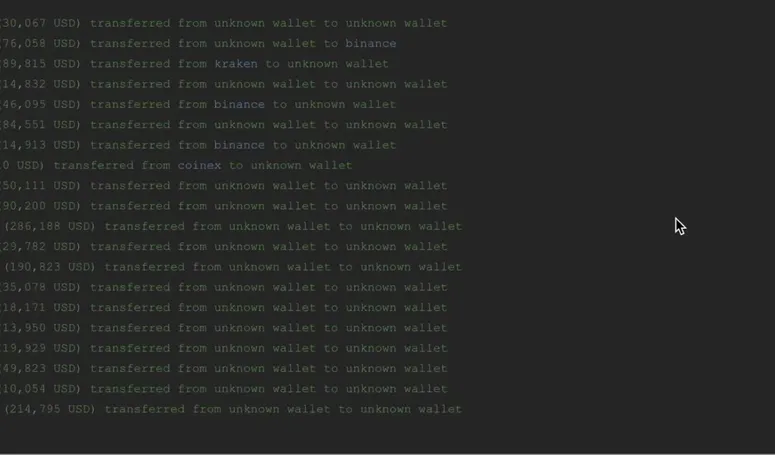 (30,067 USD) transferred from unknown wallet to unknown wallet
(76,058 USD) transferred from unknown wallet to binance
(89,815 USD) transferred from kraken to unknown wallet
(14,832 USD) transferred from unknown wallet to unknown wallet
(46,095 USD) transferred from binance to unknown wallet
(84,551 USD) transferred from unknown wallet to unknown wallet
(14,913 USD) transferred from binance to unknown wallet
0 USD) transferred from coinex to unknown wallet
(50,111 USD) transferred from unknown wallet to unknown wallet
(90,200 USD) transferred from unknown wallet to unknown wallet
(286,188 USD) transferred from unknown wallet to unknown wallet
(29,782 USD) transferred from unknown wallet to unknown wallet
(190,823 USD) transferred from unknown wallet to unknown wallet
(35,078 USD) transferred from unknown wallet to unknown wallet
(18,171 USD) transferred from unknown wallet to unknown wallet
(13,950 USD) transferred from unknown wallet to unknown wallet
(19,929 USD) transferred from unknown wallet to unknown wallet
(49,823 USD) transferred from unknown wallet to unknown wallet
(10,054 USD) transferred from unknown wallet to unknown wallet
(214,795 USD) transferred from unknown wallet to unknown wallet